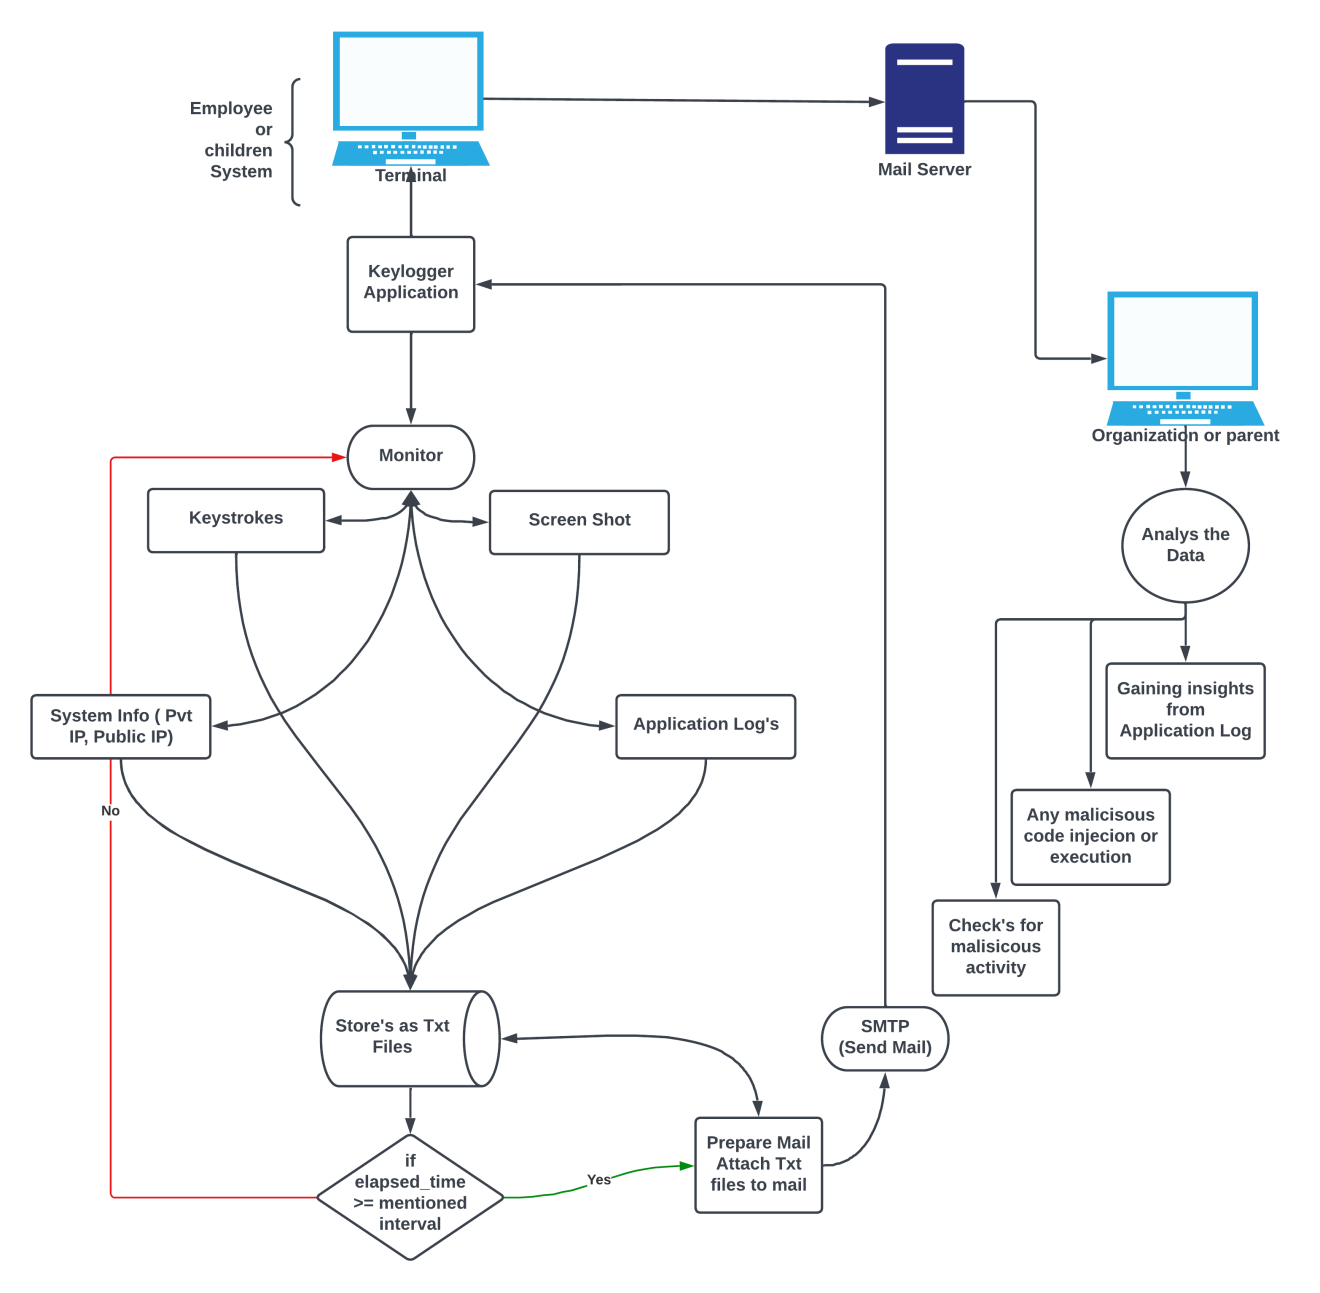 Employee
or
children
System
Terminal
Mail Server
Keylogger
Application
Organization or parent
Monitor
Keystrokes
Screen Shot
Analys the
Data
System Info ( Pvt
IP, Public IP)
Application Log's
Gaining insights
from
Application Log
No
Any malicisous
code injecion or
execution
Check's for
malisicous
activity
Store's as Txt
Files
SMTP
(Send Mail)
if
elapsed_time
>= mentioned
interval
Yes
Prepare Mail
Attach Txt
files to mail